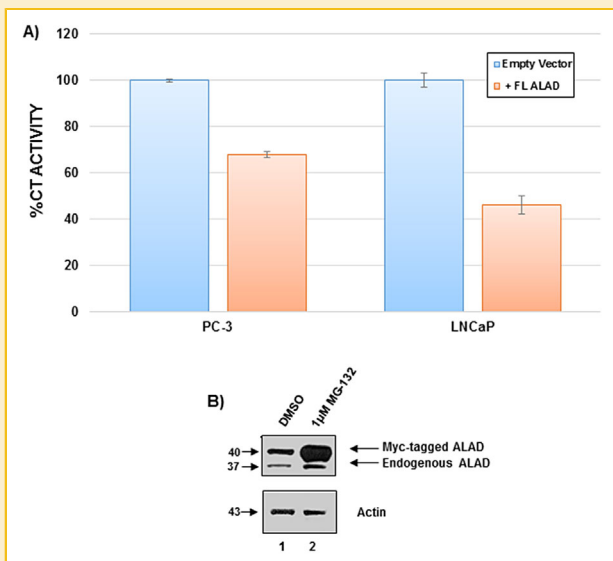 A)
120
100
80
60
40
20
0
%CT ACTIVITY
Empty Vector
+ FL ALAD
PC-3
LNCaP
B)
DMSO
1µM MG-132
40
Myc-tagged ALAD
37
Endogenous ALAD
43
Actin
1
2